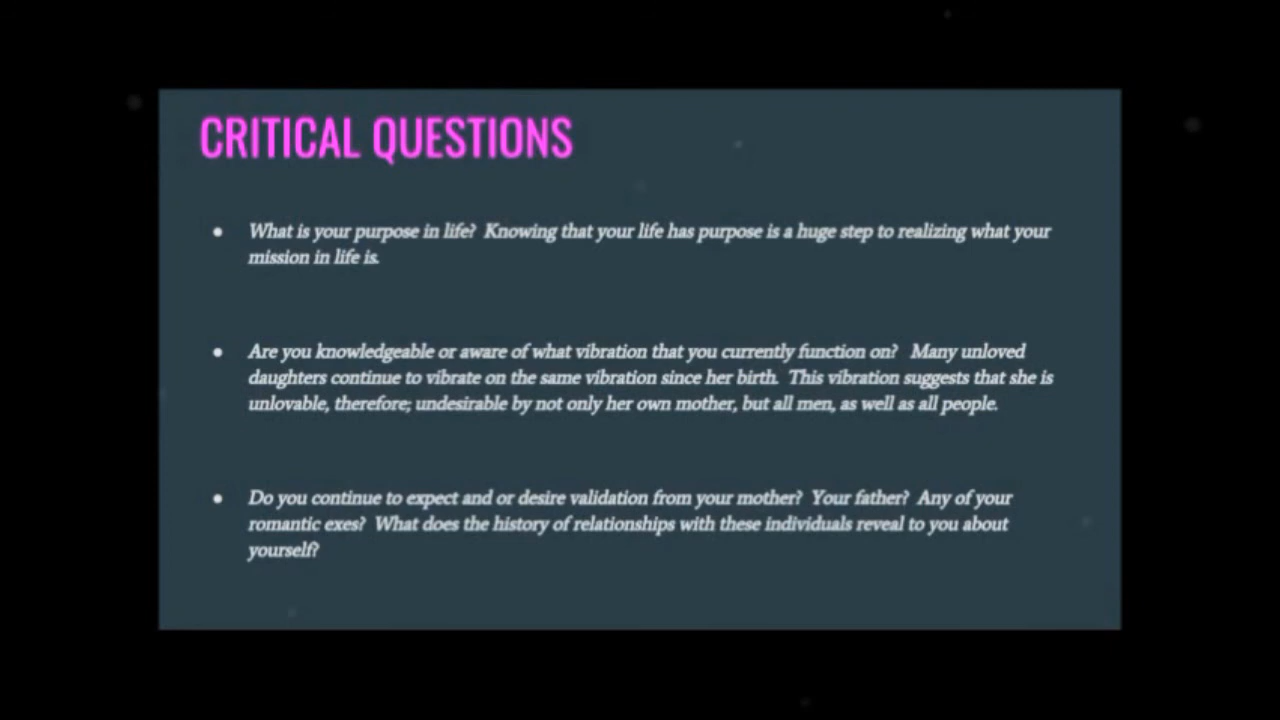 CRITICAL QUESTIONS
• What is your purpose in life? Knowing that your life has purpose is a huge step to realizing what your
mission in life is.
• Are you knowledgeable or aware of what vibration that you currently function on? Many unloved
daughters continue to vibrate on the same vibration since her birth. This vibration suggests that she is
unlovable, therefore; undesirable by not only her own mother, but all men, as well as all people.
• Do you continue to expect and or desire validation from your mother? Your father? Any of your
romantic exes? What does the history of relationships with these individuals reveal to you about
yourself?